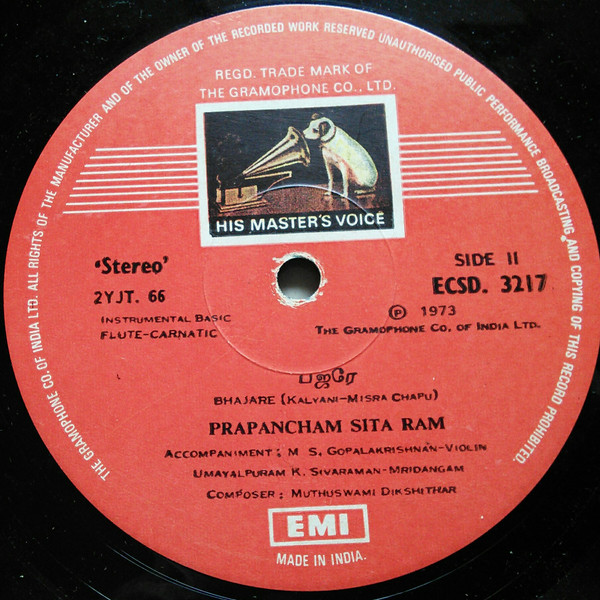 THE GRAMOPHONE CO. OF INDIA LTD. ALL RIGHTS OF THE MANUFACTURER AND OF THE OWNER OF THE RECORDED WORK RESERVED UNAUTHORISED PUBLIC PERFORMANCE BROADCASTING AND COPYING OF THIS RECORD PROHIBITED.
REGD. TRADE MARK OF
THE GRAMOPHONE CO., LTD.
HIS MASTER'S VOICE
'Stereo'
2YJT. 66
INSTRUMENTAL BASIC
FLUTE-CARNATIC
SIDE II
ECSD. 3217
℗ 1973
THE GRAMOPHONE CO. OF INDIA LTD.
பஜரே
BHAJARE (KALYANI-MISRA CHAPU)
PRAPANCHAM SITA RAM
ACCOMPANIMENT; M S. GOPALAKRISHNAN-VIOLIN
UMAYALPURAM K. SIVARAMAN-MRIDANGAM
COMPOSER; MUTHUSWAMI DIKSHITHAR
EMI
MADE IN INDIA.